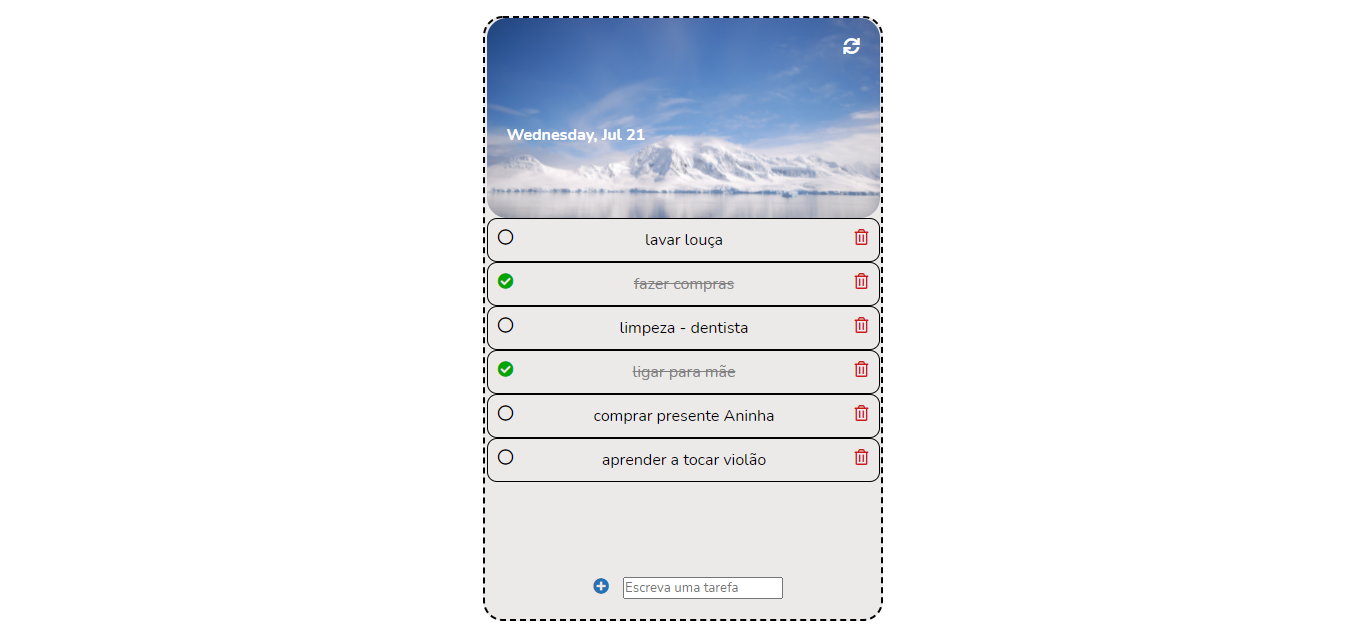 Wednesday, Jul 21
lavar louça
fazer compras
limpeza - dentista
ligar para mãe
comprar presente Aninha
aprender a tocar violão
Escreva uma tarefa